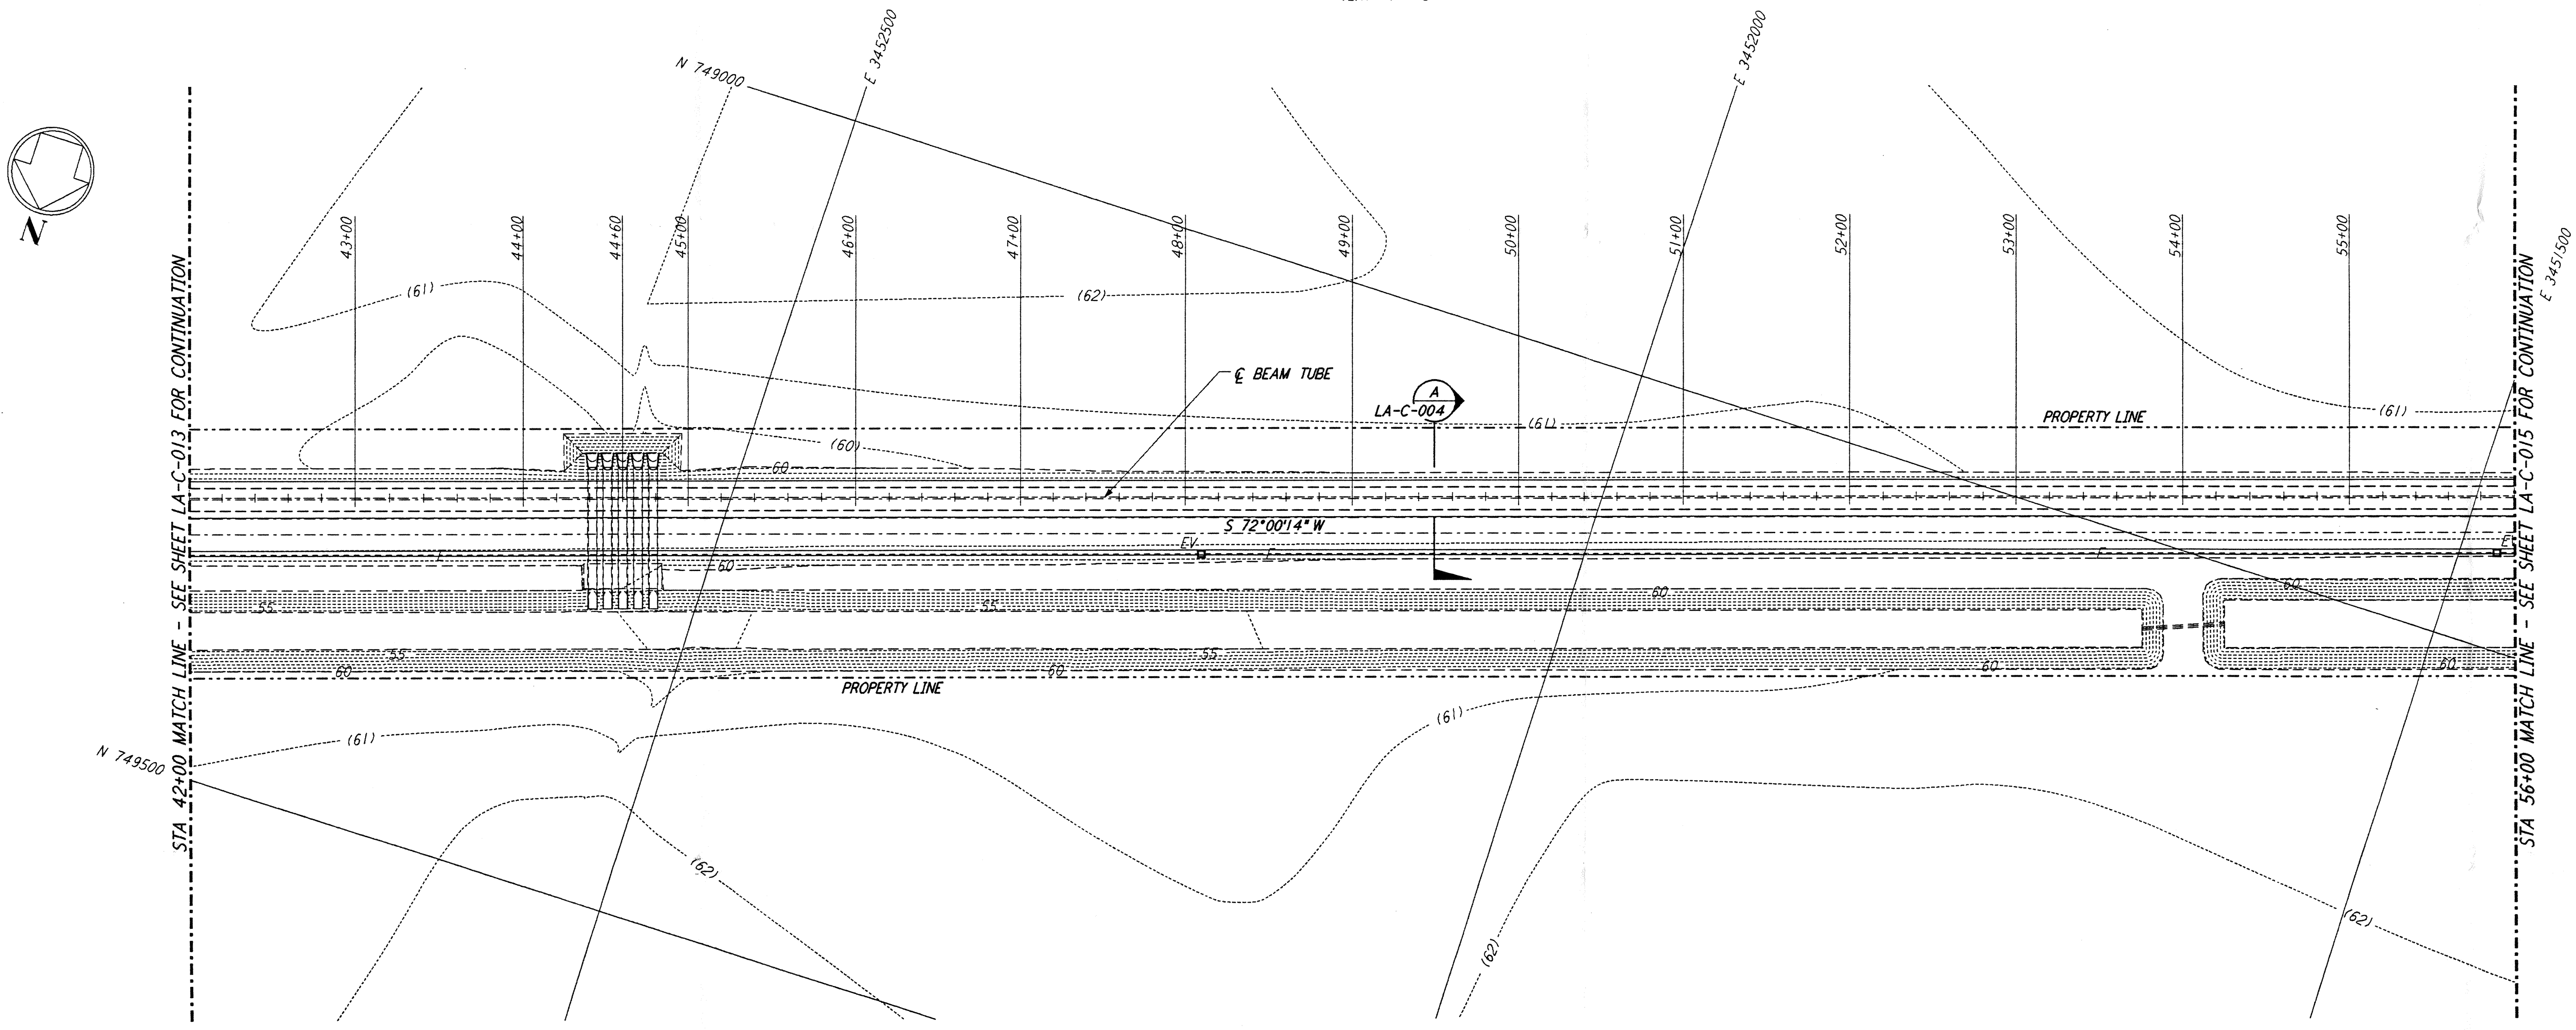 E 3452500
E 3452000
N 749000
N
43+00
44+00
44+60
45+00
46+00
47+00
48+00
49+00
50+00
51+00
52+00
53+00
54+00
55+00
E 3451500
(61)
(62)
℄ BEAM TUBE
A
LA-C-004
(61)
PROPERTY LINE
(61)
(60)
60
S 72°00'14" W
E
EV
E
E
E
60
55
55
60
60
55
55
60
60
60
60
PROPERTY LINE
(61)
(61)
N 749500
(62)
(62)
(62)
STA 42+00 MATCH LINE - SEE SHEET LA-C-013 FOR CONTINUATION
STA 56+00 MATCH LINE - SEE SHEET LA-C-015 FOR CONTINUATION